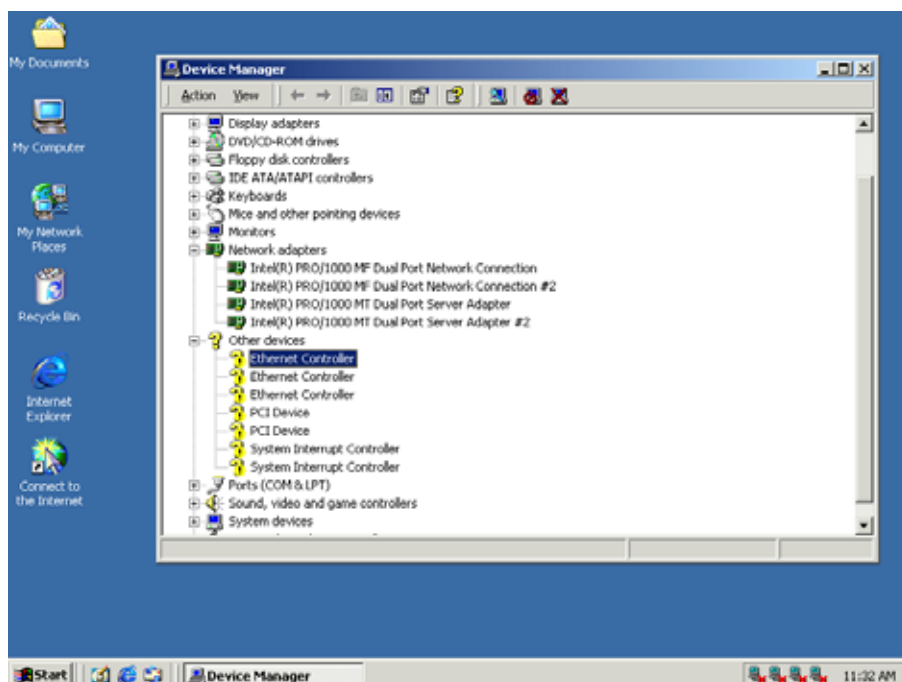 My Documents
My Computer
My Network
Places
Recycle Bin
Internet
Explorer
Connect to
the Internet
Device Manager
Action View
Display adapters
DVD/CD-ROM drives
Floppy disk controllers
IDE ATA/ATAPI controllers
Keyboards
Mice and other pointing devices
Monitors
Network adapters
Intel(R) PRO/1000 MF Dual Port Network Connection
Intel(R) PRO/1000 MF Dual Port Network Connection #2
Intel(R) PRO/1000 MT Dual Port Server Adapter
Intel(R) PRO/1000 MT Dual Port Server Adapter #2
Other devices
Ethernet Controller
Ethernet Controller
Ethernet Controller
PCI Device
PCI Device
System Interrupt Controller
System Interrupt Controller
Ports (COM & LPT)
Sound, video and game controllers
System devices
Start Device Manager 11:32 AM